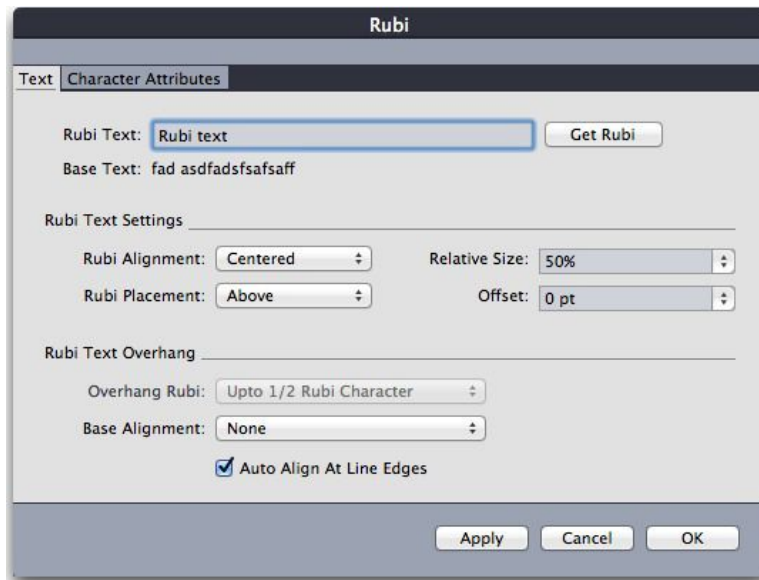 Rubi
Text Character Attributes
Rubi Text: Rubi text Get Rubi
Base Text: fad asdfadsfsafsaff
Rubi Text Settings
Rubi Alignment: Centered Relative Size: 50%
Rubi Placement: Above Offset: 0 pt
Rubi Text Overhang
Overhang Rubi: Upto 1/2 Rubi Character
Base Alignment: None
Auto Align At Line Edges
Apply Cancel OK